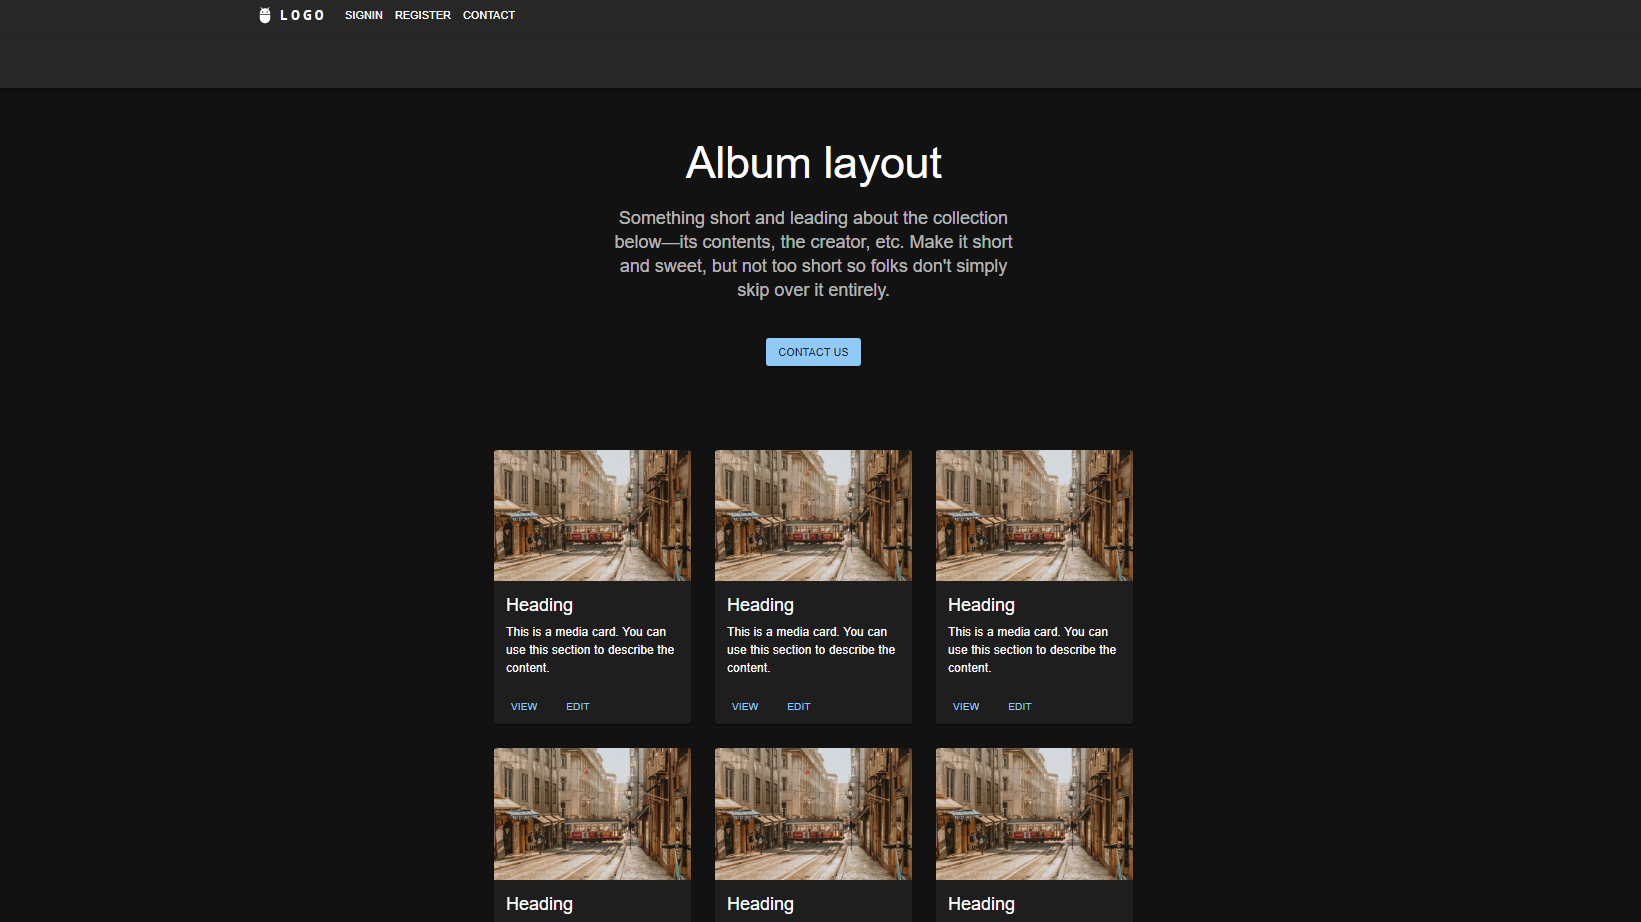 LOGO SIGNIN REGISTER CONTACT
Album layout
Something short and leading about the collection
below—its contents, the creator, etc. Make it short
and sweet, but not too short so folks don't simply
skip over it entirely.
CONTACT US
Heading
This is a media card. You can
use this section to describe the
content.
VIEW EDIT
Heading
This is a media card. You can
use this section to describe the
content.
VIEW EDIT
Heading
This is a media card. You can
use this section to describe the
content.
VIEW EDIT
Heading
Heading
Heading